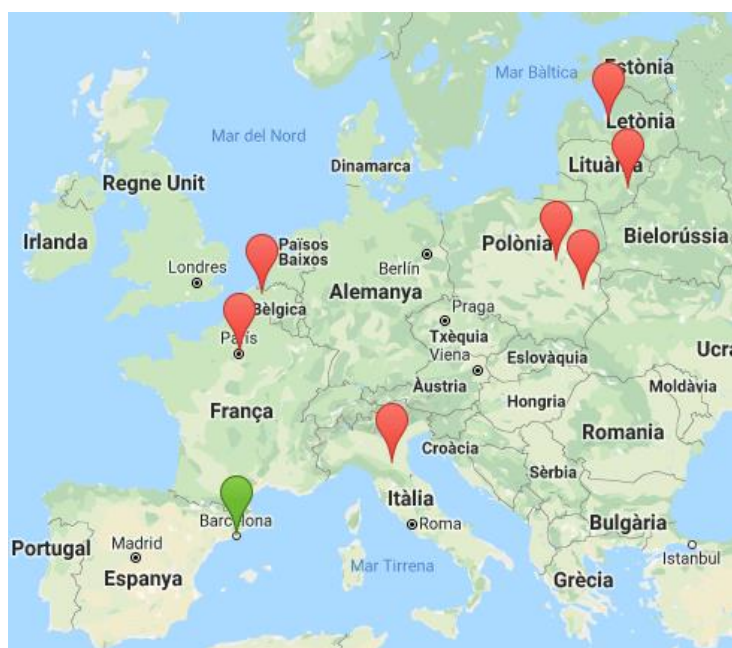 Estònia
Mar Bàltica
Letònia
Mar del Nord
Dinamarca
Lituània
Regne Unit
Irlanda
Països
Baixos
Polònia
Bielorússia
Londres
Berlín
Alemanya
Bèlgica
Praga
París
Txèquia
Viena
Eslovàquia
Ucra
Àustria
Moldàvia
França
Hongria
Romania
Croàcia
Sèrbia
Itàlia
Barcelona
Roma
Bulgària
Portugal
Madrid
Istanbul
Espanya
Mar Tirrena
Grècia